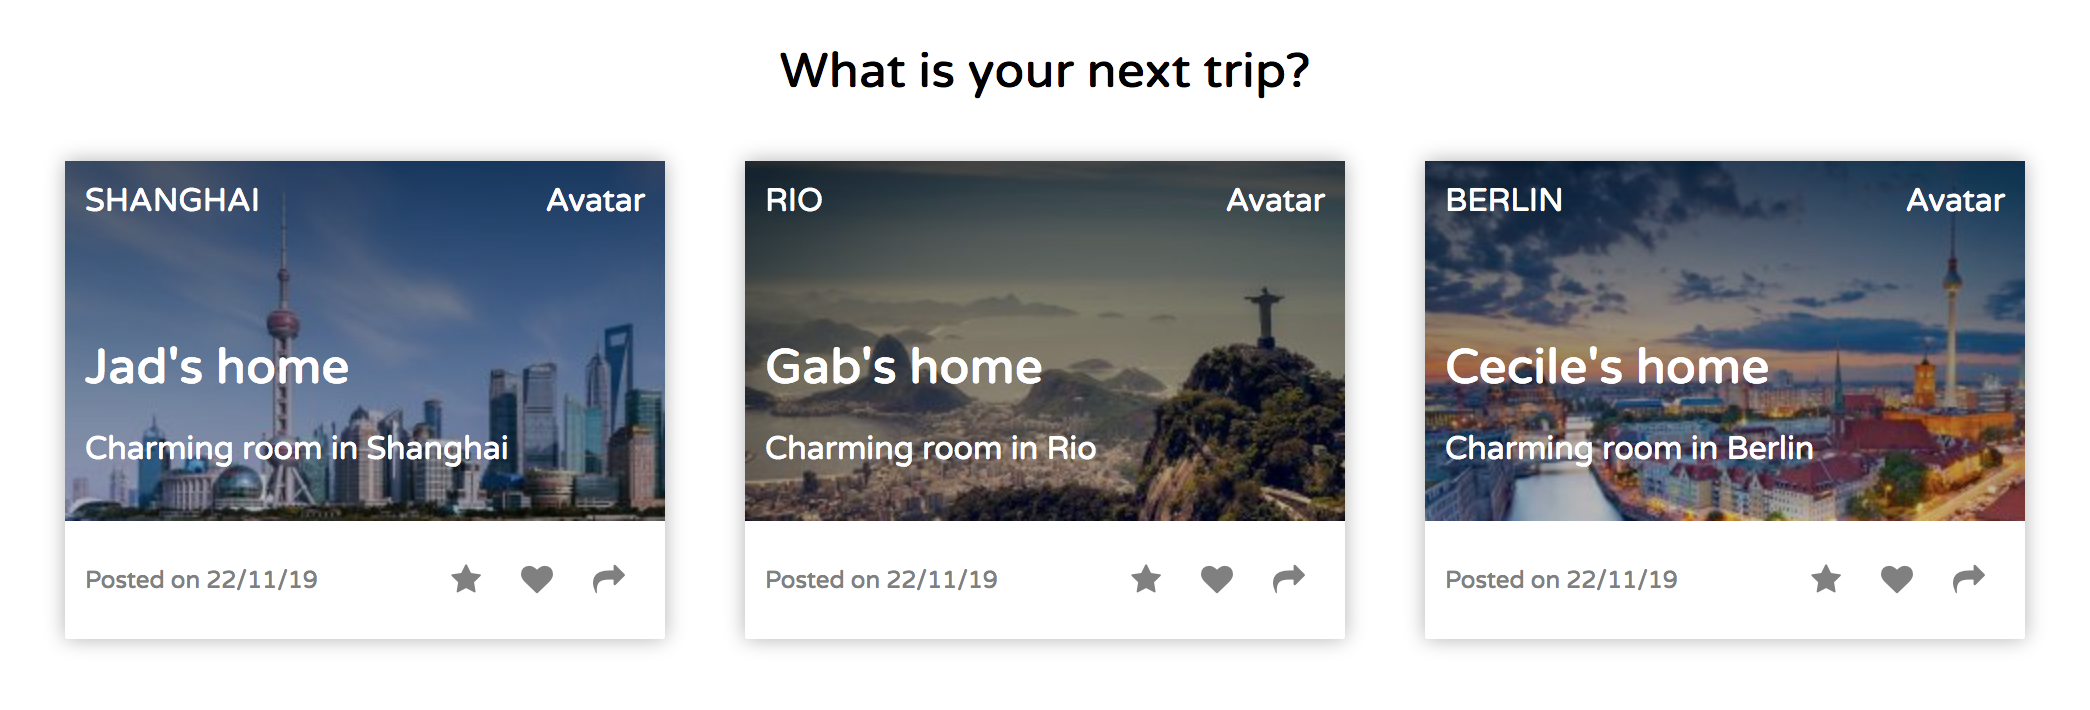 What is your next trip?
SHANGHAI
Avatar
Jad's home
Charming room in Shanghai
Posted on 22/11/19
RIO
Avatar
Gab's home
Charming room in Rio
Posted on 22/11/19
BERLIN
Avatar
Cecile's home
Charming room in Berlin
Posted on 22/11/19